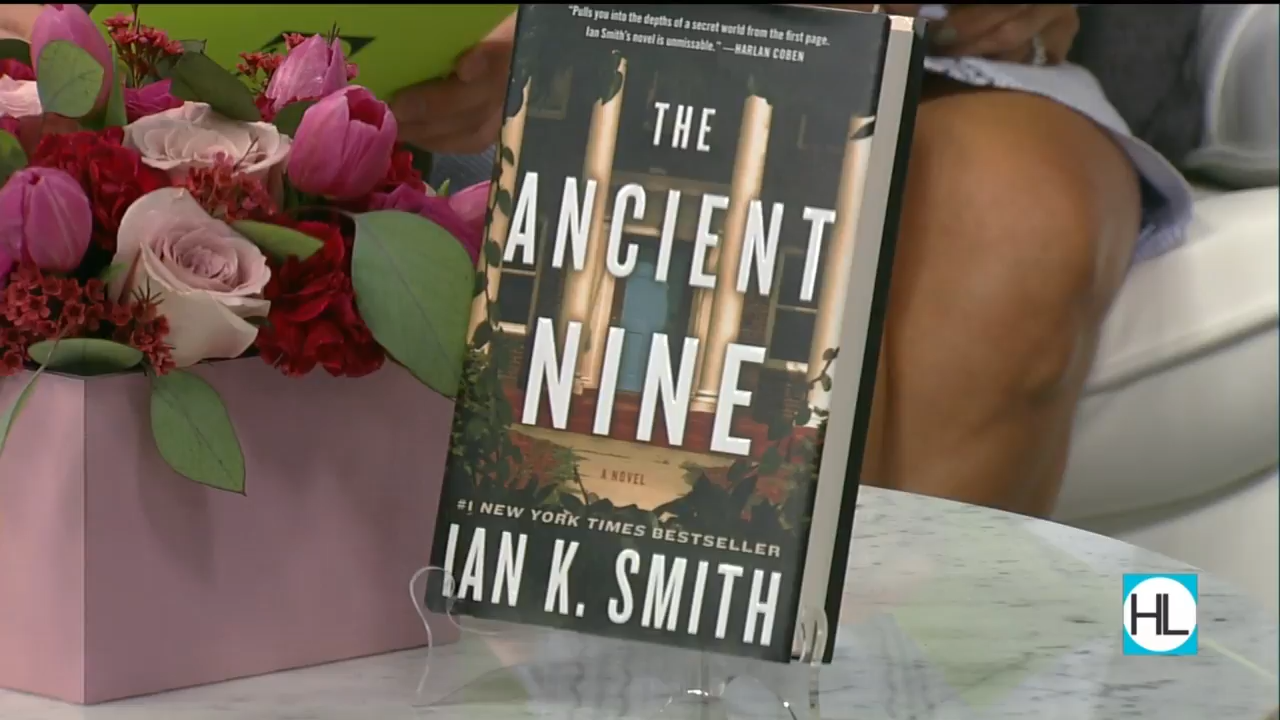 "Pulls you into the depths of a secret world from the first page.
Ian Smith's novel is unmissable." —HARLAN COBEN
THE
ANCIENT
NINE
A NOVEL
#1 NEW YORK TIMES BESTSELLER
IAN K. SMITH
HL